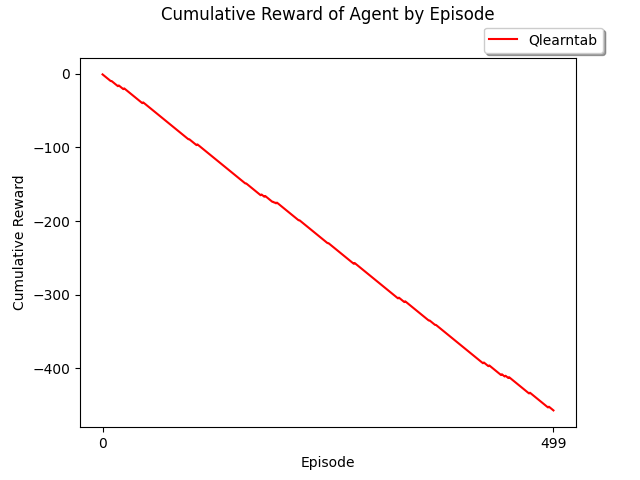 Cumulative Reward of Agent by Episode
Qlearntab
0
−100
−200
−300
−400
Cumulative Reward
0
499
Episode